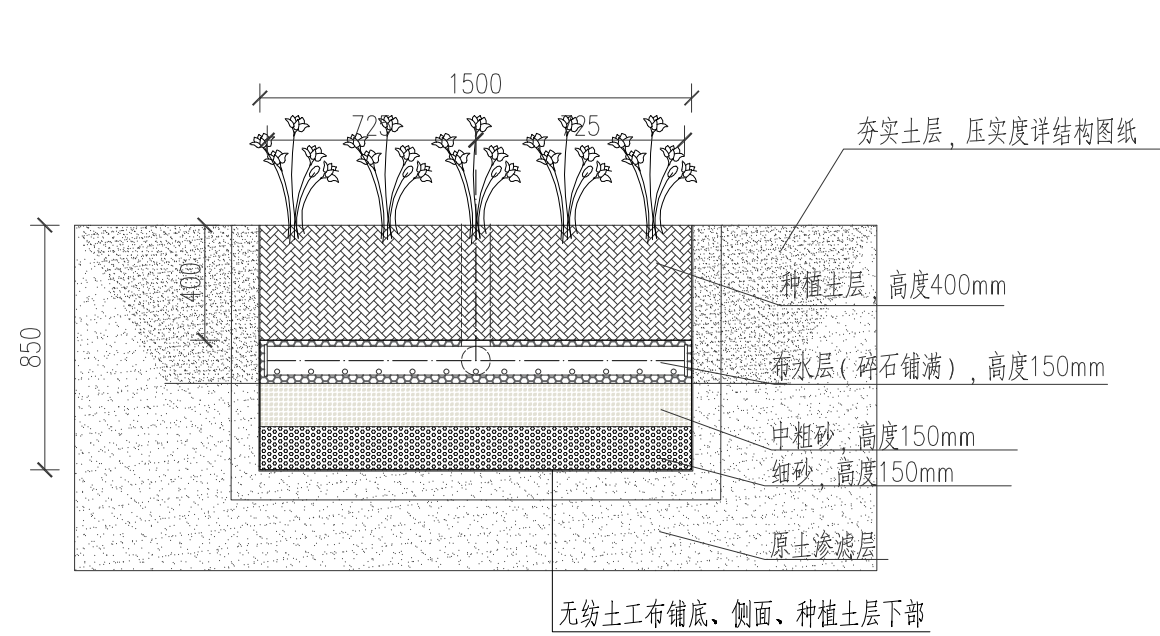 1500
725
725
夯实土层，压实度详结构图纸
400
850
种植土层，高度400mm
布水层（碎石铺满），高度150mm
中粗砂，高度150mm
细砂，高度150mm
原土渗滤层
无纺土工布铺底、侧面、种植土层下部